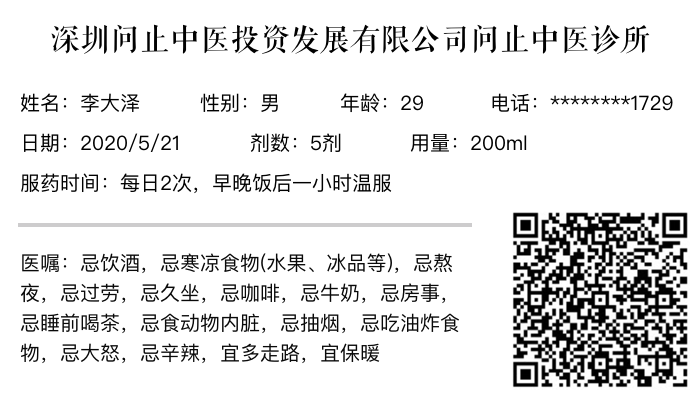 深圳问止中医投资发展有限公司问止中医诊所
姓名：李大泽 性别：男 年龄：29 电话：********1729
日期：2020/5/21 剂数：5剂 用量：200ml
服药时间：每日2次，早晚饭后一小时温服
医嘱：忌饮酒，忌寒凉食物(水果、冰品等)，忌熬
夜，忌过劳，忌久坐，忌咖啡，忌牛奶，忌房事，
忌睡前喝茶，忌食动物内脏，忌抽烟，忌吃油炸食
物，忌大怒，忌辛辣，宜多走路，宜保暖